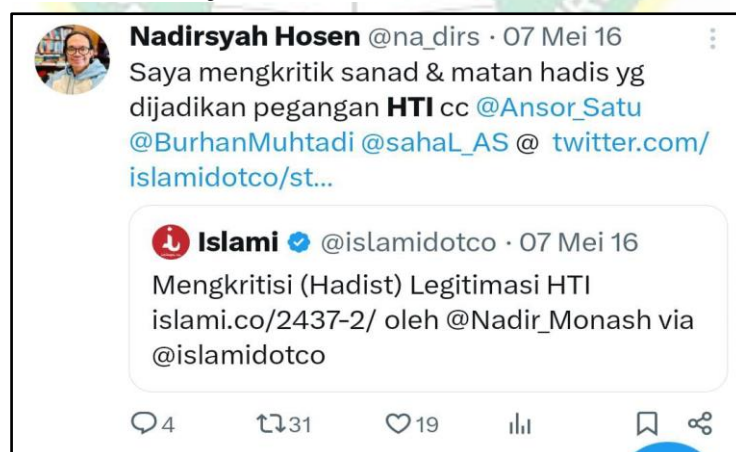 Nadirsyah Hosen @na_dirs · 07 Mei 16
Saya mengkritik sanad & matan hadis yg
dijadikan pegangan HTI cc @Ansor_Satu
@BurhanMuhtadi @sahaL_AS @ twitter.com/
islamidotco/st...
Islami @islamidotco · 07 Mei 16
Mengkritisi (Hadist) Legitimasi HTI
islami.co/2437-2/ oleh @Nadir_Monash via
@islamidotco
4 31 19